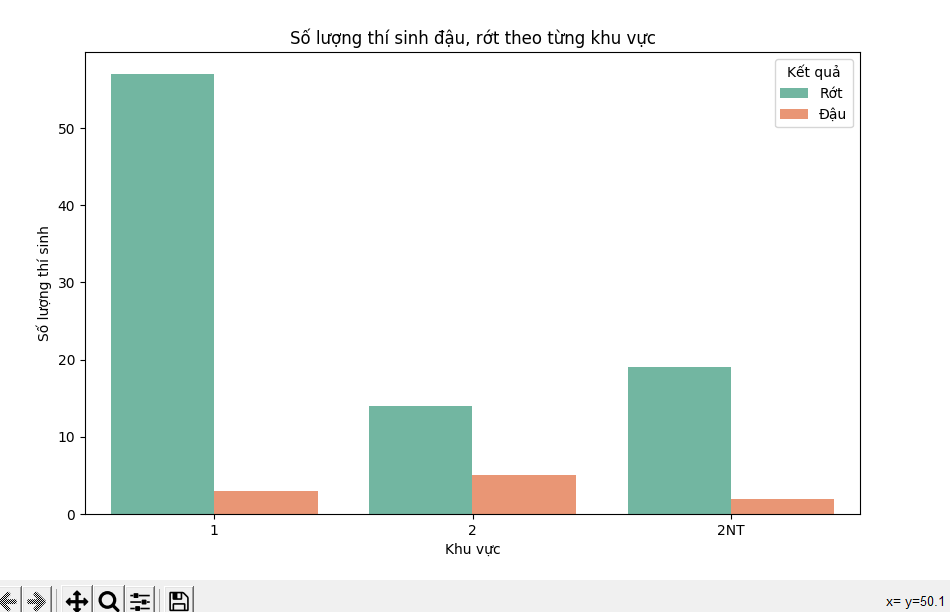 Số lượng thí sinh đậu, rớt theo từng khu vực
Kết quả
Rớt
Đậu
Số lượng thí sinh
50
40
30
20
10
0
1
2
2NT
Khu vực
x= y=50.1